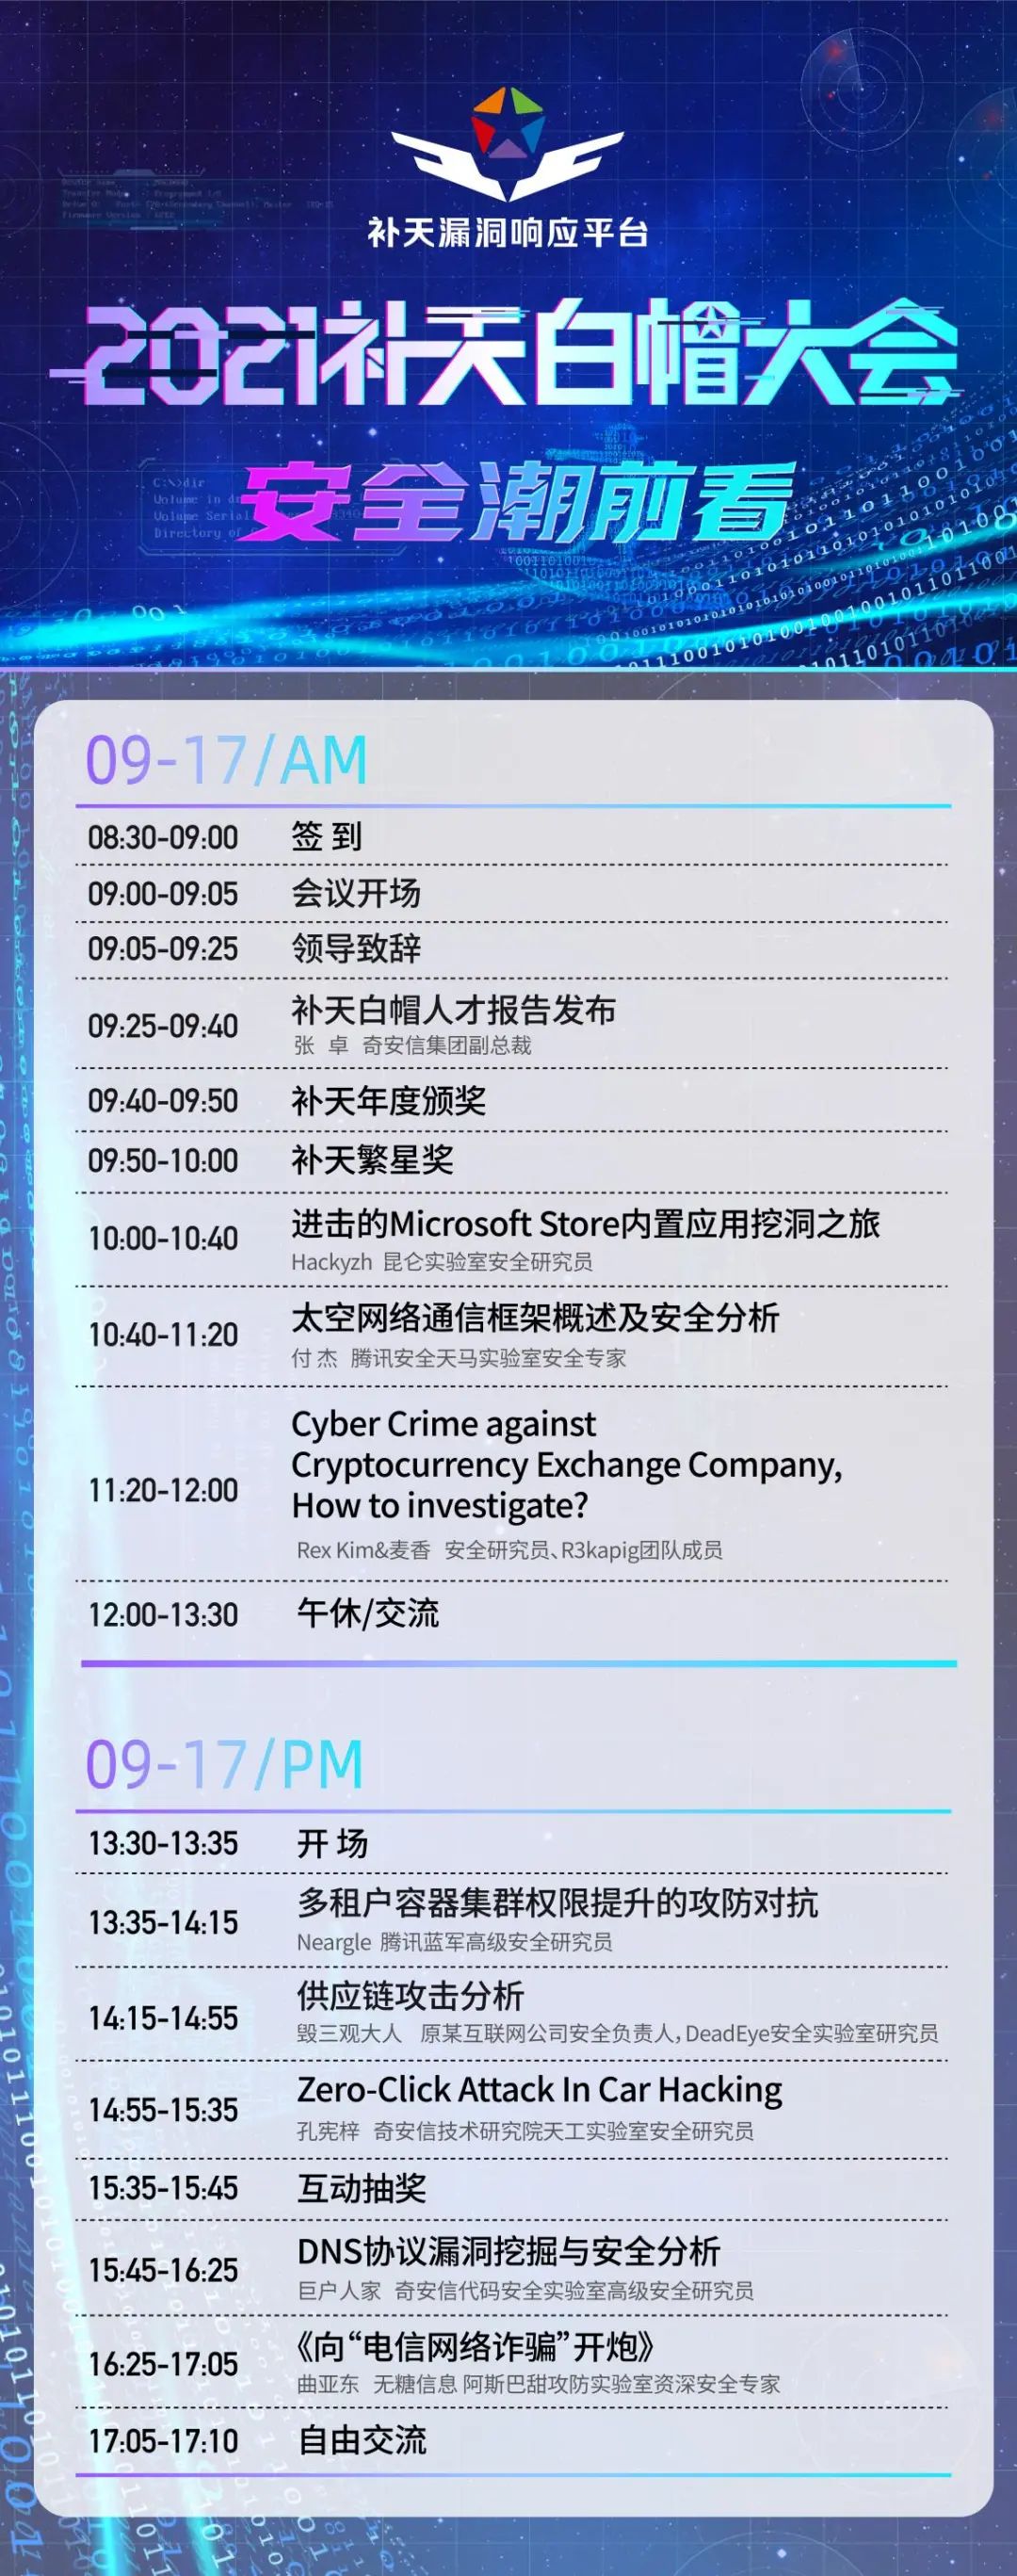 补天漏洞响应平台
2021补天白帽大会
安全潮前看
C:\>dir
09-17/AM
08:30-09:00 签 到
09:00-09:05 会议开场
09:05-09:25 领导致辞
09:25-09:40 补天白帽人才报告发布
张 卓 奇安信集团副总裁
09:40-09:50 补天年度颁奖
09:50-10:00 补天繁星奖
10:00-10:40 进击的Microsoft Store内置应用挖洞之旅
Hackyzh 昆仑实验室安全研究员
10:40-11:20 太空网络通信框架概述及安全分析
付 杰 腾讯安全天马实验室安全专家
11:20-12:00 Cyber Crime against
Cryptocurrency Exchange Company,
How to investigate?
Rex Kim&麦香 安全研究员、R3kapig团队成员
12:00-13:30 午休/交流
09-17/PM
13:30-13:35 开 场
13:35-14:15 多租户容器集群权限提升的攻防对抗
Neargle 腾讯蓝军高级安全研究员
14:15-14:55 供应链攻击分析
毁三观大人 原某互联网公司安全负责人，DeadEye安全实验室研究员
14:55-15:35 Zero-Click Attack In Car Hacking
孔宪梓 奇安信技术研究院天工实验室安全研究员
15:35-15:45 互动抽奖
15:45-16:25 DNS协议漏洞挖掘与安全分析
巨户人家 奇安信代码安全实验室高级安全研究员
16:25-17:05 《向“电信网络诈骗”开炮》
曲亚东 无糖信息 阿斯巴甜攻防实验室资深安全专家
17:05-17:10 自由交流